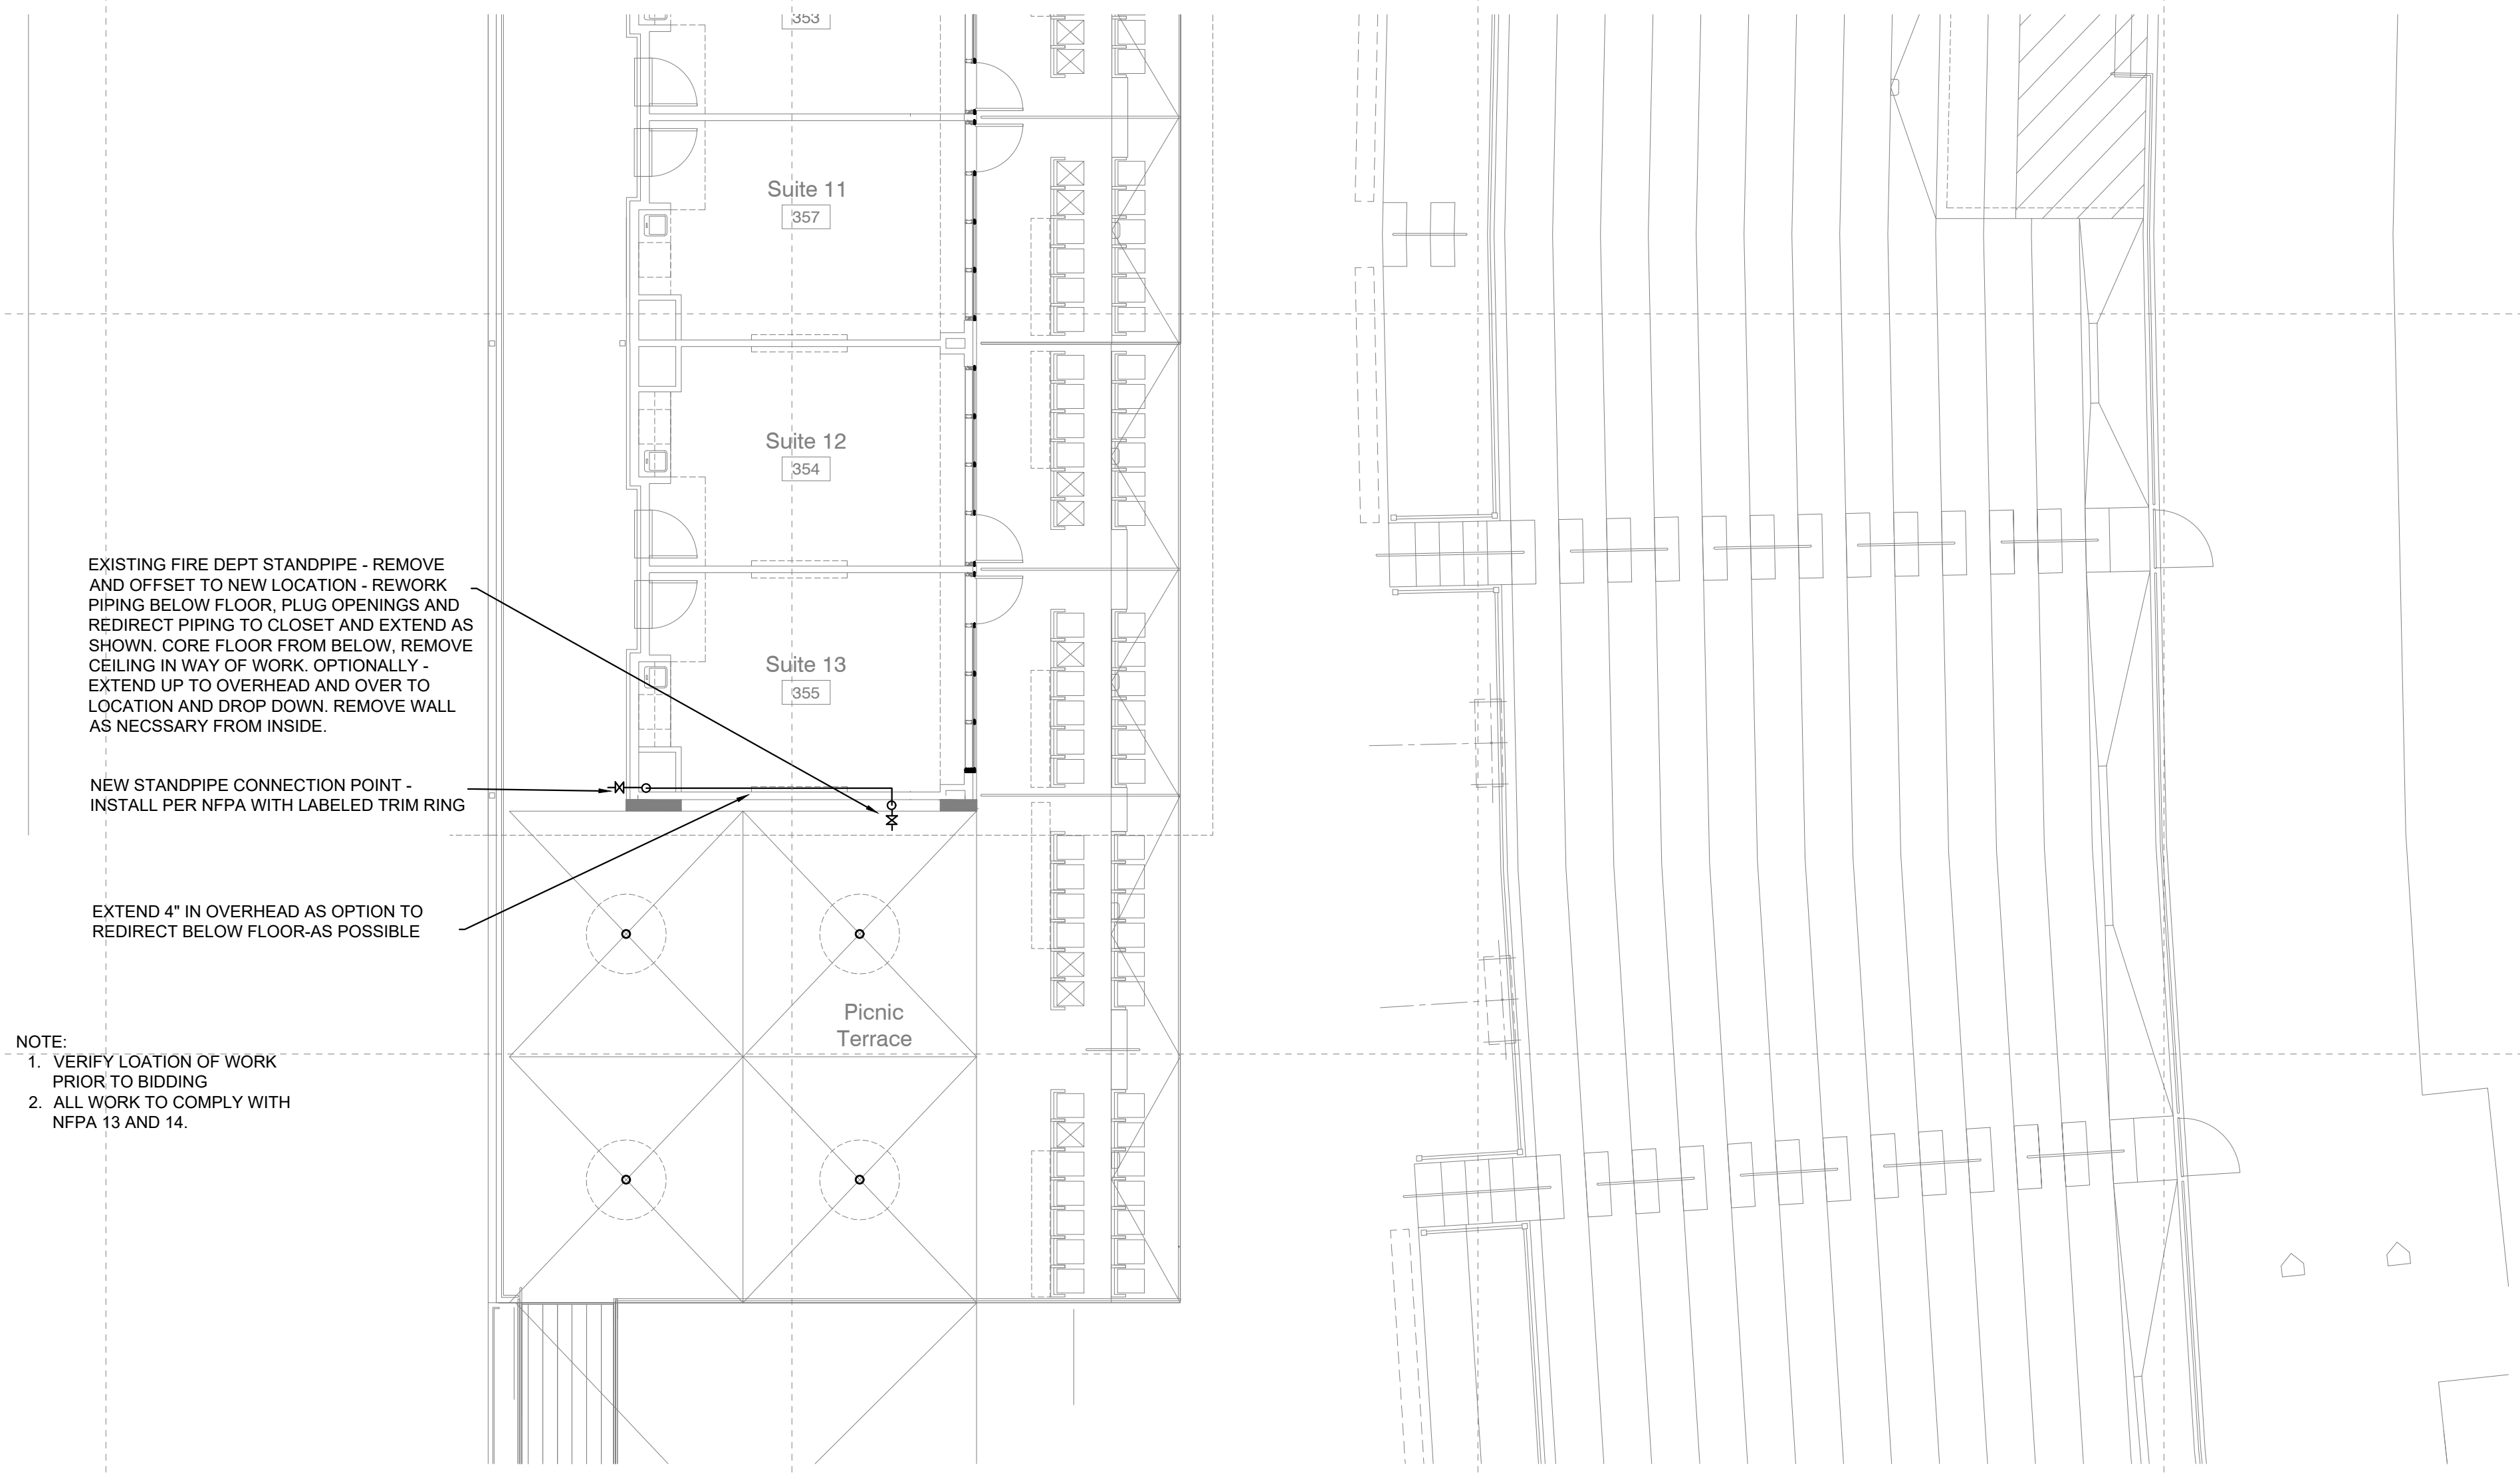 353
Suite 11
357
Suite 12
354
EXISTING FIRE DEPT STANDPIPE - REMOVE
AND OFFSET TO NEW LOCATION - REWORK
PIPING BELOW FLOOR, PLUG OPENINGS AND
REDIRECT PIPING TO CLOSET AND EXTEND AS
SHOWN. CORE FLOOR FROM BELOW, REMOVE
CEILING IN WAY OF WORK. OPTIONALLY -
EXTEND UP TO OVERHEAD AND OVER TO
LOCATION AND DROP DOWN. REMOVE WALL
AS NECSSARY FROM INSIDE.
Suite 13
355
NEW STANDPIPE CONNECTION POINT -
INSTALL PER NFPA WITH LABELED TRIM RING
EXTEND 4" IN OVERHEAD AS OPTION TO
REDIRECT BELOW FLOOR-AS POSSIBLE
Picnic
Terrace
NOTE:
1. VERIFY LOATION OF WORK
PRIOR TO BIDDING
2. ALL WORK TO COMPLY WITH
NFPA 13 AND 14.